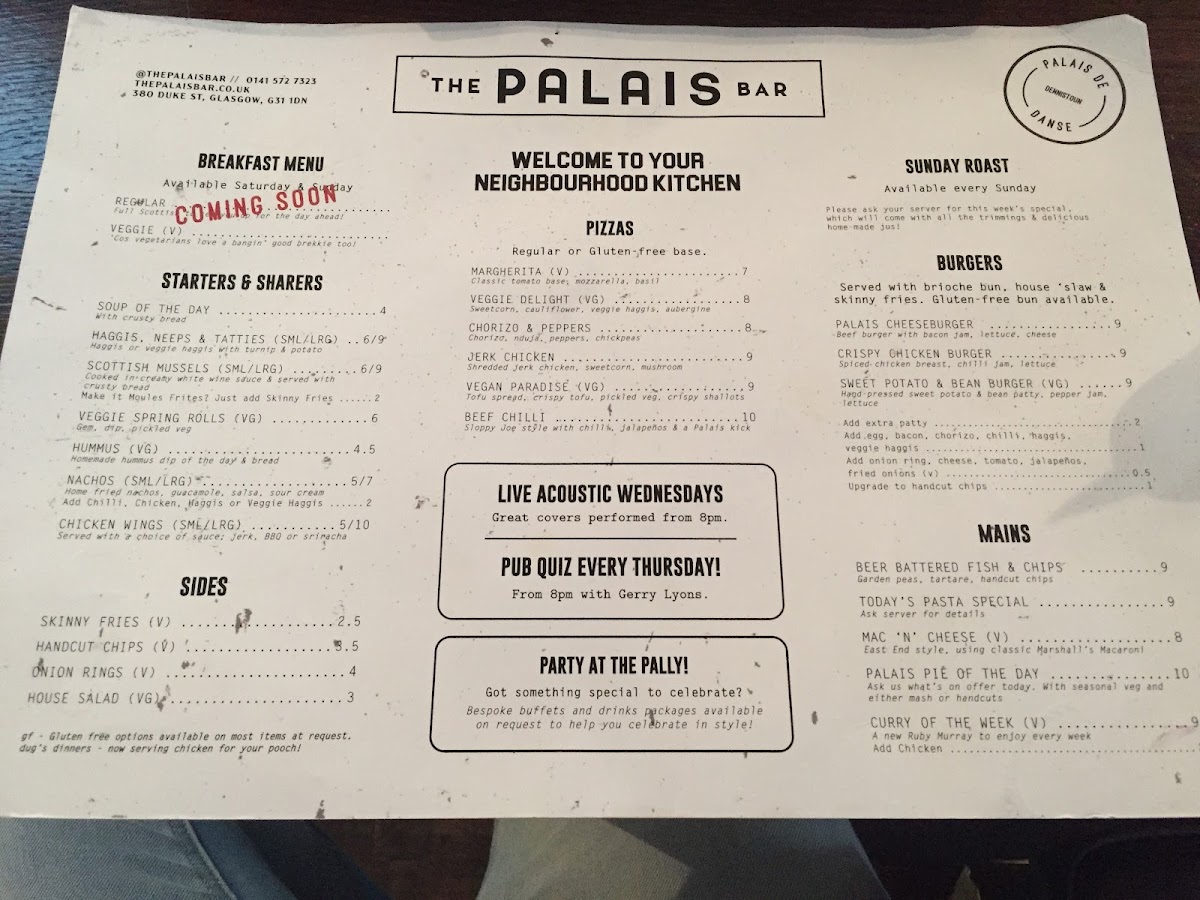 @THEPALAISBAR // 0141 572 7323
THEPALAISBAR.CO.UK
380 DUKE ST, GLASGOW, G31 1DN
THE PALAIS BAR
PALAIS DE
DENNISTOUN
DANSE
BREAKFAST MENU
Available Saturday & Sunday
REGULAR
Full Scottish for the day ahead!
COMING SOON
VEGGIE (V)
'Cos vegetarians love a bangin' good brekkie too!
STARTERS & SHARERS
SOUP OF THE DAY 4
With crusty bread
HAGGIS, NEEPS & TATTIES (SML/LRG) 6/9
Haggis or veggie haggis with turnip & potato
SCOTTISH MUSSELS (SML/LRG) 6/9
Cooked in creamy white wine sauce & served with
crusty bread
Make it Moules Frites? Just add Skinny Fries 2
VEGGIE SPRING ROLLS (VG) 6
Gem, dip, pickled veg
HUMMUS (VG) 4.5
Homemade hummus dip of the day & bread
NACHOS (SML/LRG) 5/7
Home fried nachos, guacamole, salsa, sour cream
Add Chilli, Chicken, Haggis or Veggie Haggis 2
CHICKEN WINGS (SML/LRG) 5/10
Served with a choice of sauce; jerk, BBQ or sriracha
SIDES
SKINNY FRIES (V) 2.5
HANDCUT CHIPS (V) 3.5
ONION RINGS (V) 4
HOUSE SALAD (VG) 3
gf - Gluten free options available on most items at request.
dug's dinners - now serving chicken for your pooch!
WELCOME TO YOUR
NEIGHBOURHOOD KITCHEN
PIZZAS
Regular or Gluten-free base.
MARGHERITA (V) 7
Classic tomato base, mozzarella, basil
VEGGIE DELIGHT (VG) 8
Sweetcorn, cauliflower, veggie haggis, aubergine
CHORIZO & PEPPERS 8
Chorizo, nduja, peppers, chickpeas
JERK CHICKEN 9
Shredded jerk chicken, sweetcorn, mushroom
VEGAN PARADISE (VG) 9
Tofu spread, crispy tofu, pickled veg, crispy shallots
BEEF CHILLI 10
Sloppy Joe style with chilli, jalapeños & a Palais kick
LIVE ACOUSTIC WEDNESDAYS
Great covers performed from 8pm.
PUB QUIZ EVERY THURSDAY!
From 8pm with Gerry Lyons.
PARTY AT THE PALLY!
Got something special to celebrate?
Bespoke buffets and drinks packages available
on request to help you celebrate in style!
SUNDAY ROAST
Available every Sunday
Please ask your server for this week's special,
which will come with all the trimmings & delicious
home-made jus!
BURGERS
Served with brioche bun, house 'slaw &
skinny fries. Gluten-free bun available.
PALAIS CHEESEBURGER 9
Beef burger with bacon jam, lettuce, cheese
CRISPY CHICKEN BURGER 9
Spiced chicken breast, chilli jam, lettuce
SWEET POTATO & BEAN BURGER (VG) 9
Hand-pressed sweet potato & bean patty, pepper jam,
lettuce
Add extra patty 2
Add egg, bacon, chorizo, chilli, haggis,
veggie haggis 1
Add onion ring, cheese, tomato, jalapeños,
fried onions (v) 0.5
Upgrade to handcut chips 1
MAINS
BEER BATTERED FISH & CHIPS 9
Garden peas, tartare, handcut chips
TODAY'S PASTA SPECIAL 9
Ask server for details
MAC 'N' CHEESE (V) 8
East End style, using classic Marshall's Macaroni
PALAIS PIE OF THE DAY 10
Ask us what's on offer today. With seasonal veg and
either mash or handcuts
CURRY OF THE WEEK (V) 9
A new Ruby Murray to enjoy every week
Add Chicken